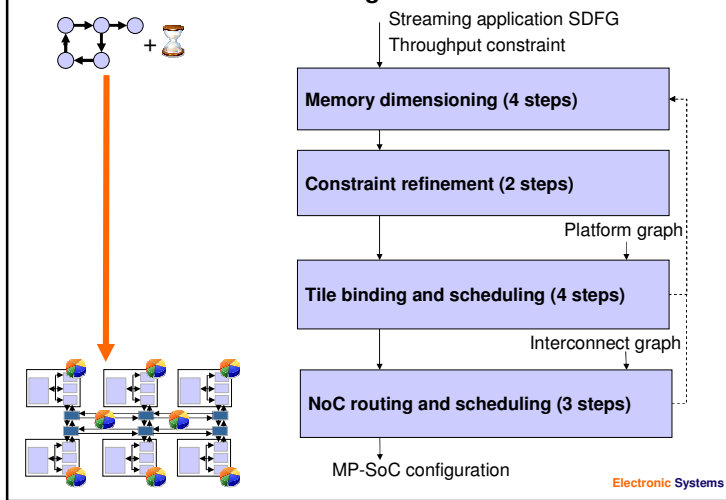 Streaming application SDFG
+
Throughput constraint
Memory dimensioning (4 steps)
Constraint refinement (2 steps)
Platform graph
Tile binding and scheduling (4 steps)
Interconnect graph
NoC routing and scheduling (3 steps)
MP-SoC configuration
Electronic Systems